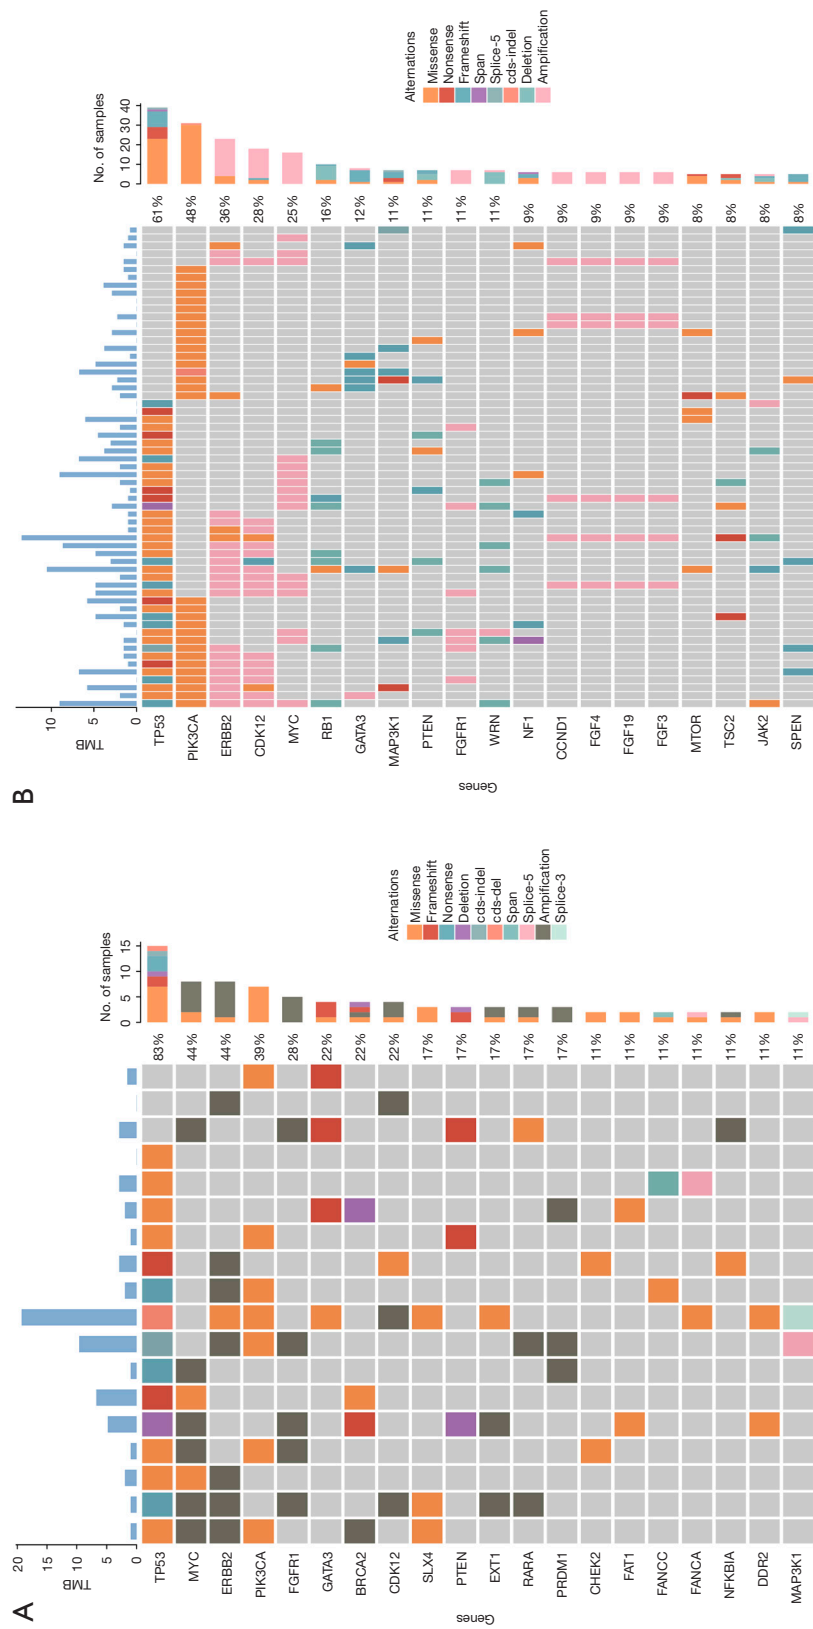 A
TMB
20
15
10
5
0
TP53
MYC
ERBB2
PIK3CA
FGFR1
GATA3
BRCA2
CDK12
SLX4
PTEN
EXT1
RARA
PRDM1
CHEK2
FAT1
FANCC
FANCA
NFKBIA
DDR2
MAP3K1
Genes
83%
44%
44%
39%
28%
22%
22%
22%
17%
17%
17%
17%
17%
11%
11%
11%
11%
11%
11%
11%
No. of samples
0 5 10 15
Alternations
Missense
Frameshift
Nonsense
Deletion
cds-indel
cds-del
Span
Splice-5
Ampification
Splice-3
B
TMB
10
5
0
TP53
PIK3CA
ERBB2
CDK12
MYC
RB1
GATA3
MAP3K1
PTEN
FGFR1
WRN
NF1
CCND1
FGF4
FGF19
FGF3
MTOR
TSC2
JAK2
SPEN
Genes
61%
48%
36%
28%
25%
16%
12%
11%
11%
11%
11%
9%
9%
9%
9%
9%
8%
8%
8%
8%
No. of samples
0 10 20 30 40
Alternations
Missense
Nonsense
Frameshift
Span
Splice-5
cds-indel
Deletion
Ampification